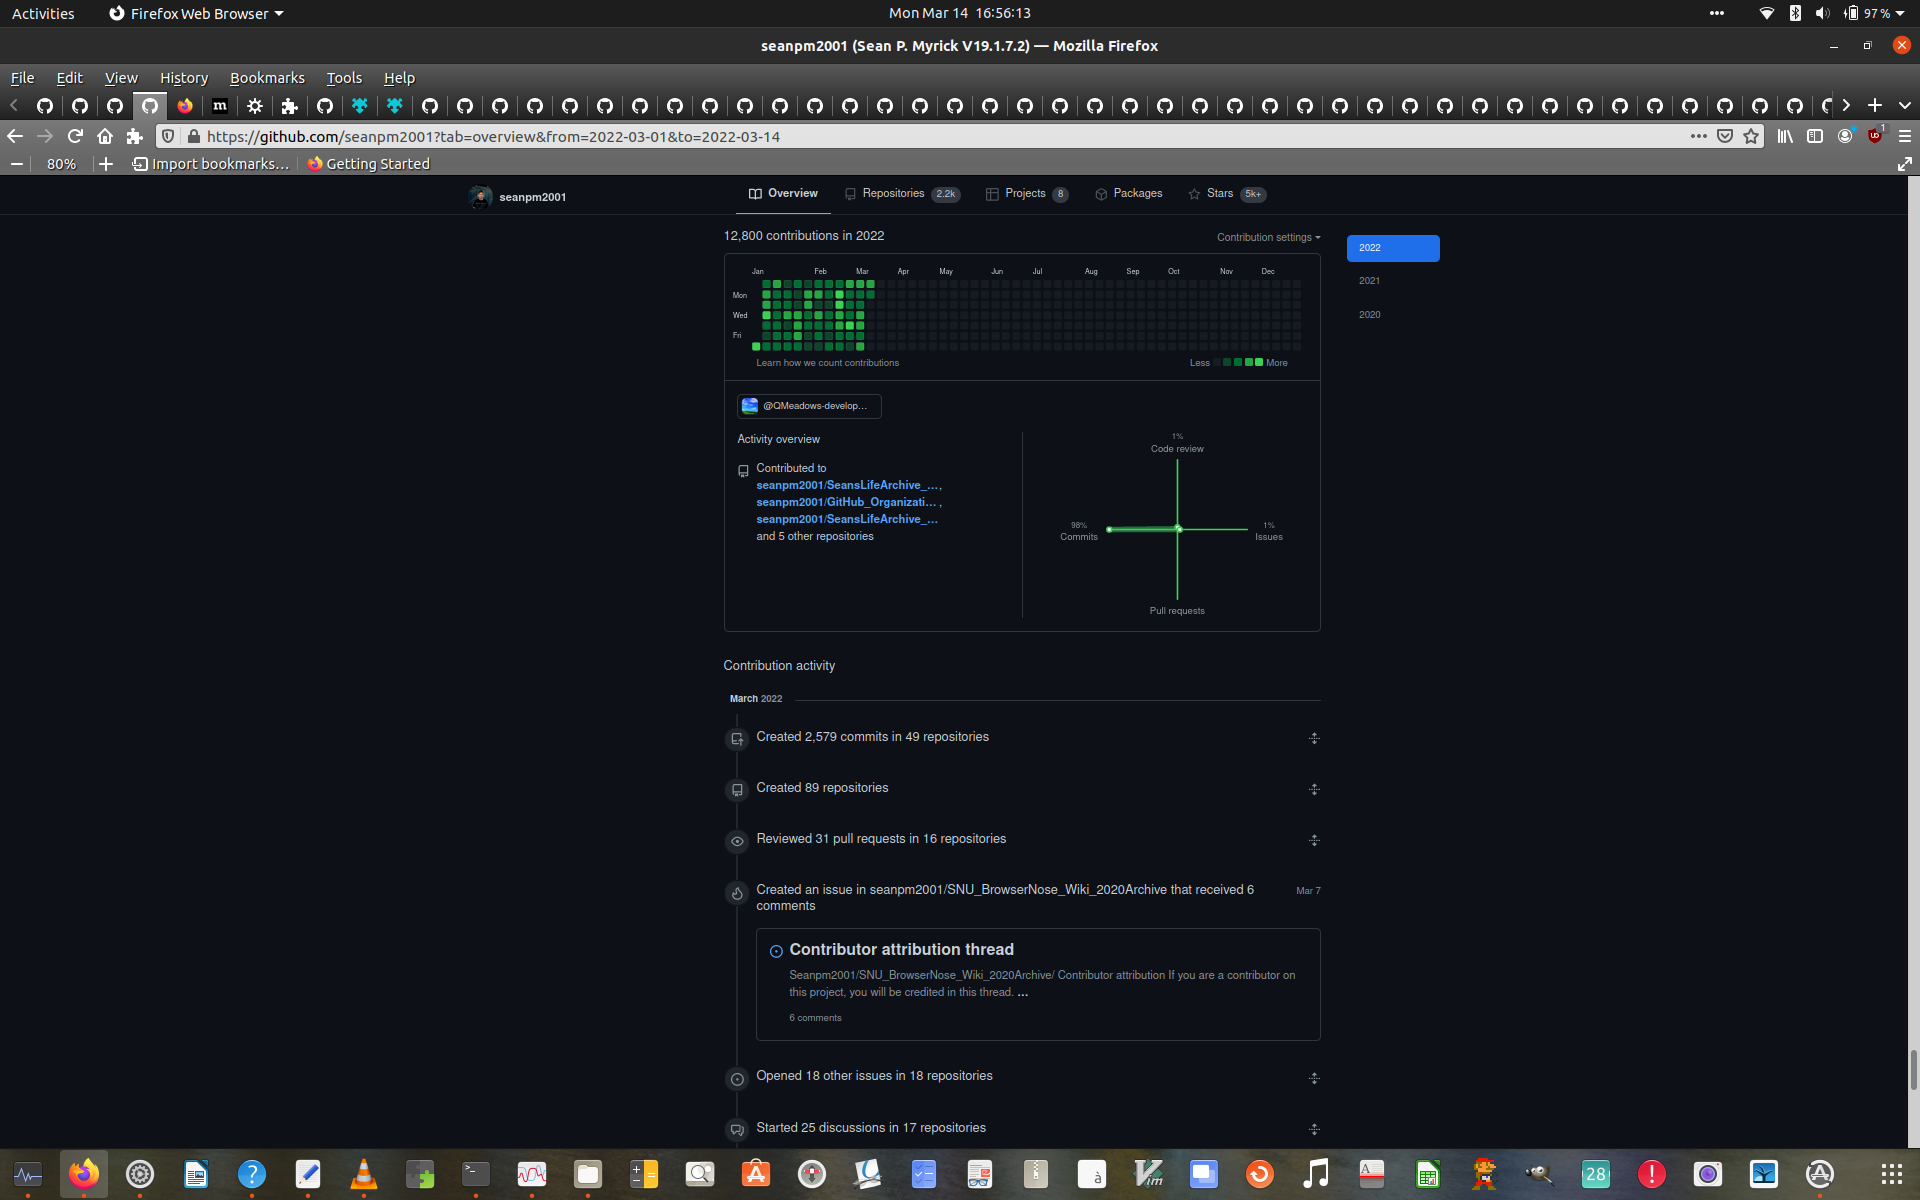 Activities
Firefox Web Browser
Mon Mar 14 16:56:13
97 %
seanpm2001 (Sean P. Myrick V19.1.7.2) — Mozilla Firefox
File Edit View History Bookmarks Tools Help
m
https://github.com/seanpm2001?tab=overview&from=2022-03-01&to=2022-03-14
1
80%
Import bookmarks...
Getting Started
seanpm2001
Overview
Repositories 2.2k
Projects 8
Packages
Stars 5k+
12,800 contributions in 2022
Contribution settings
2022
2021
2020
Jan Feb Mar Apr May Jun Jul Aug Sep Oct Nov Dec
Mon
Wed
Fri
Learn how we count contributions
Less More
@QMeadows-develop...
Activity overview
Contributed to
seanpm2001/SeansLifeArchive_...,
seanpm2001/GitHub_Organizati... ,
seanpm2001/SeansLifeArchive_...
and 5 other repositories
1%
Code review
98%
Commits
1%
Issues
Pull requests
Contribution activity
March 2022
Created 2,579 commits in 49 repositories
Created 89 repositories
Reviewed 31 pull requests in 16 repositories
Created an issue in seanpm2001/SNU_BrowserNose_Wiki_2020Archive that received 6
comments
Mar 7
Contributor attribution thread
Seanpm2001/SNU_BrowserNose_Wiki_2020Archive/ Contributor attribution If you are a contributor on
this project, you will be credited in this thread. ...
6 comments
Opened 18 other issues in 18 repositories
Started 25 discussions in 17 repositories
28